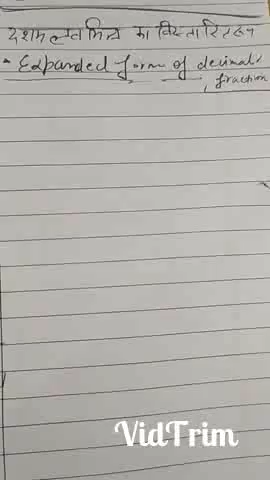 दशमलव भिन्न का विस्तारित रूप
• Expanded form of decimal
, fraction
VidTrim